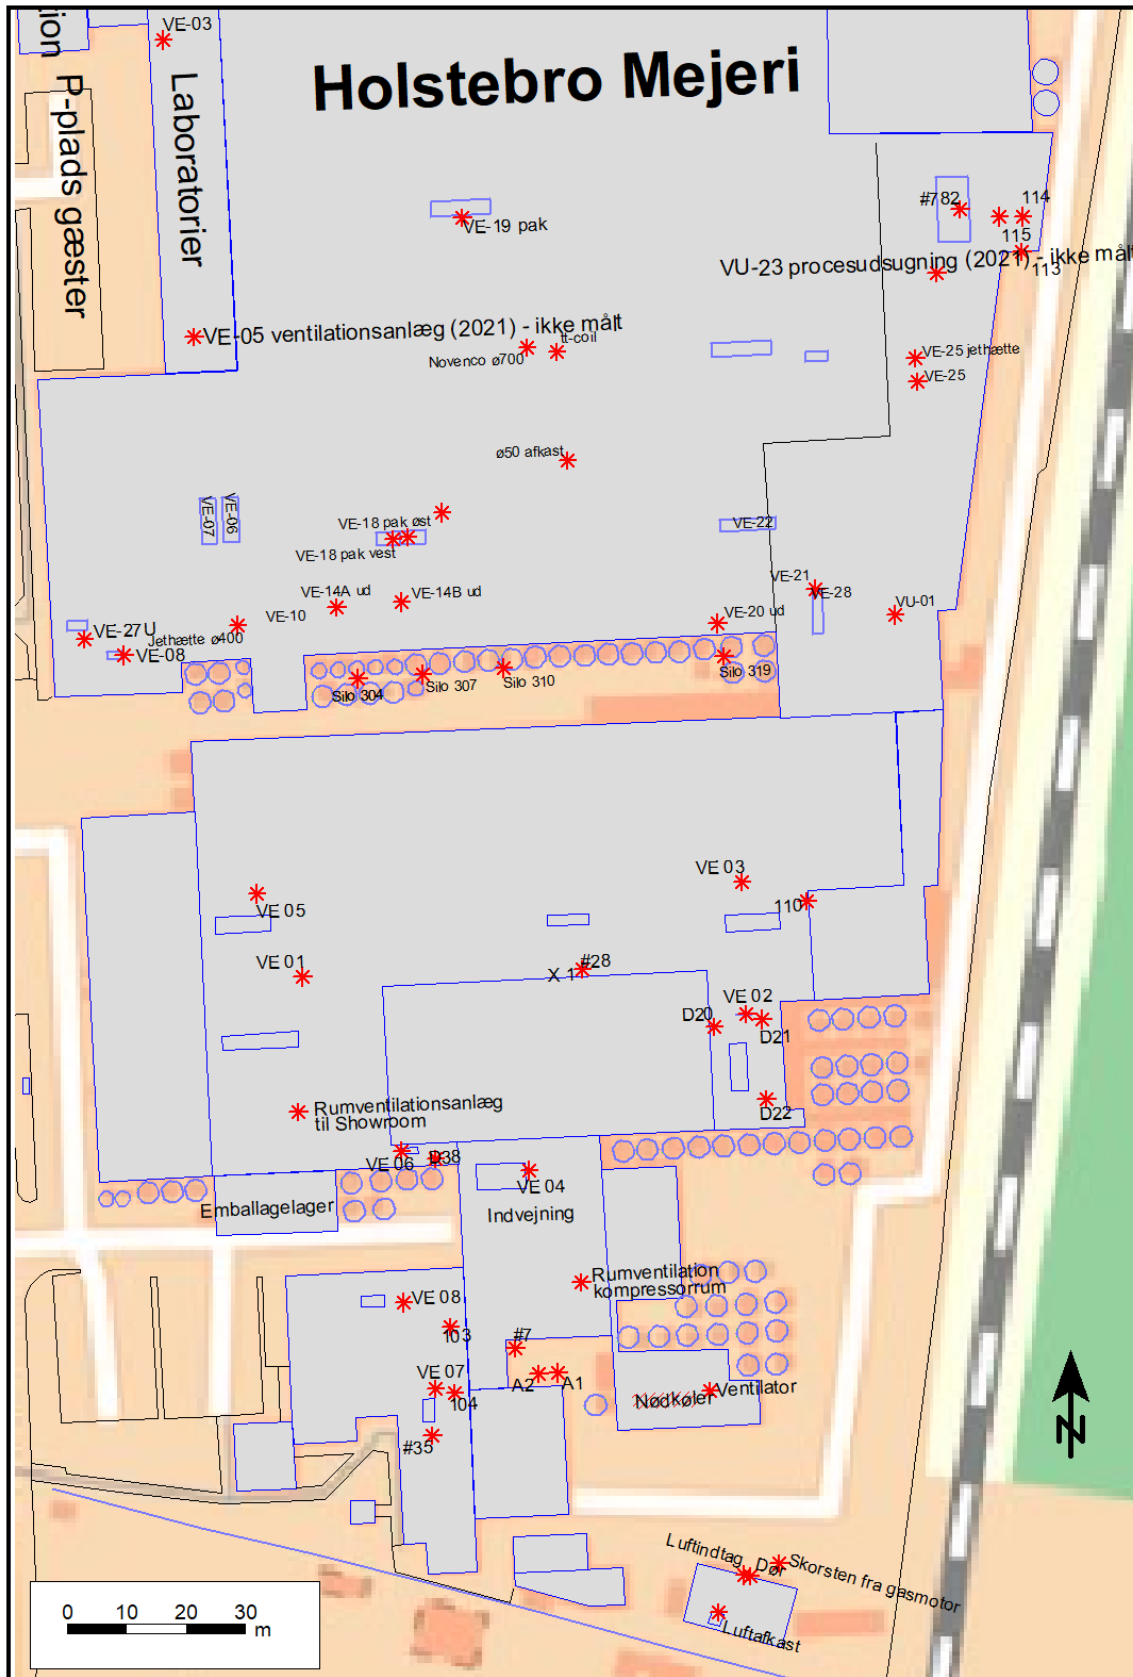 tion
P-plads gæster
VE-03
Laboratorier
Holstebro Mejeri
VE-19 pak
#782
114
115
113
VU-23 procesudsugning (2021) - ikke målt
VE-05 ventilationsanlæg (2021) - ikke målt
Novenco ø700
tt-coil
VE-25 jethætte
VE-25
ø50 afkast
VE-07
VE-06
VE-18 pak øst
VE-18 pak vest
VE-22
VE-21
VE-28
VE-14A ud
VE-14B ud
VE-10
VE-20 ud
VU-01
VE-27U
Jethætte ø400
VE-08
Silo 304
Silo 307
Silo 310
Silo 319
VE 03
VE 05
110
VE 01
#28
X 1
VE 02
D20
D21
D22
Rumventilationsanlæg
til Showroom
VE 06
D38
VE 04
Emballagelager
Indvejning
Rumventilation
kompressorrum
VE 08
103
#7
VE 07
104
A2
A1
Nødkøler
Ventilator
#35
N
Luftindtag
Dør
Skorsten fra gasmotor
Luftafkast
0 10 20 30
m